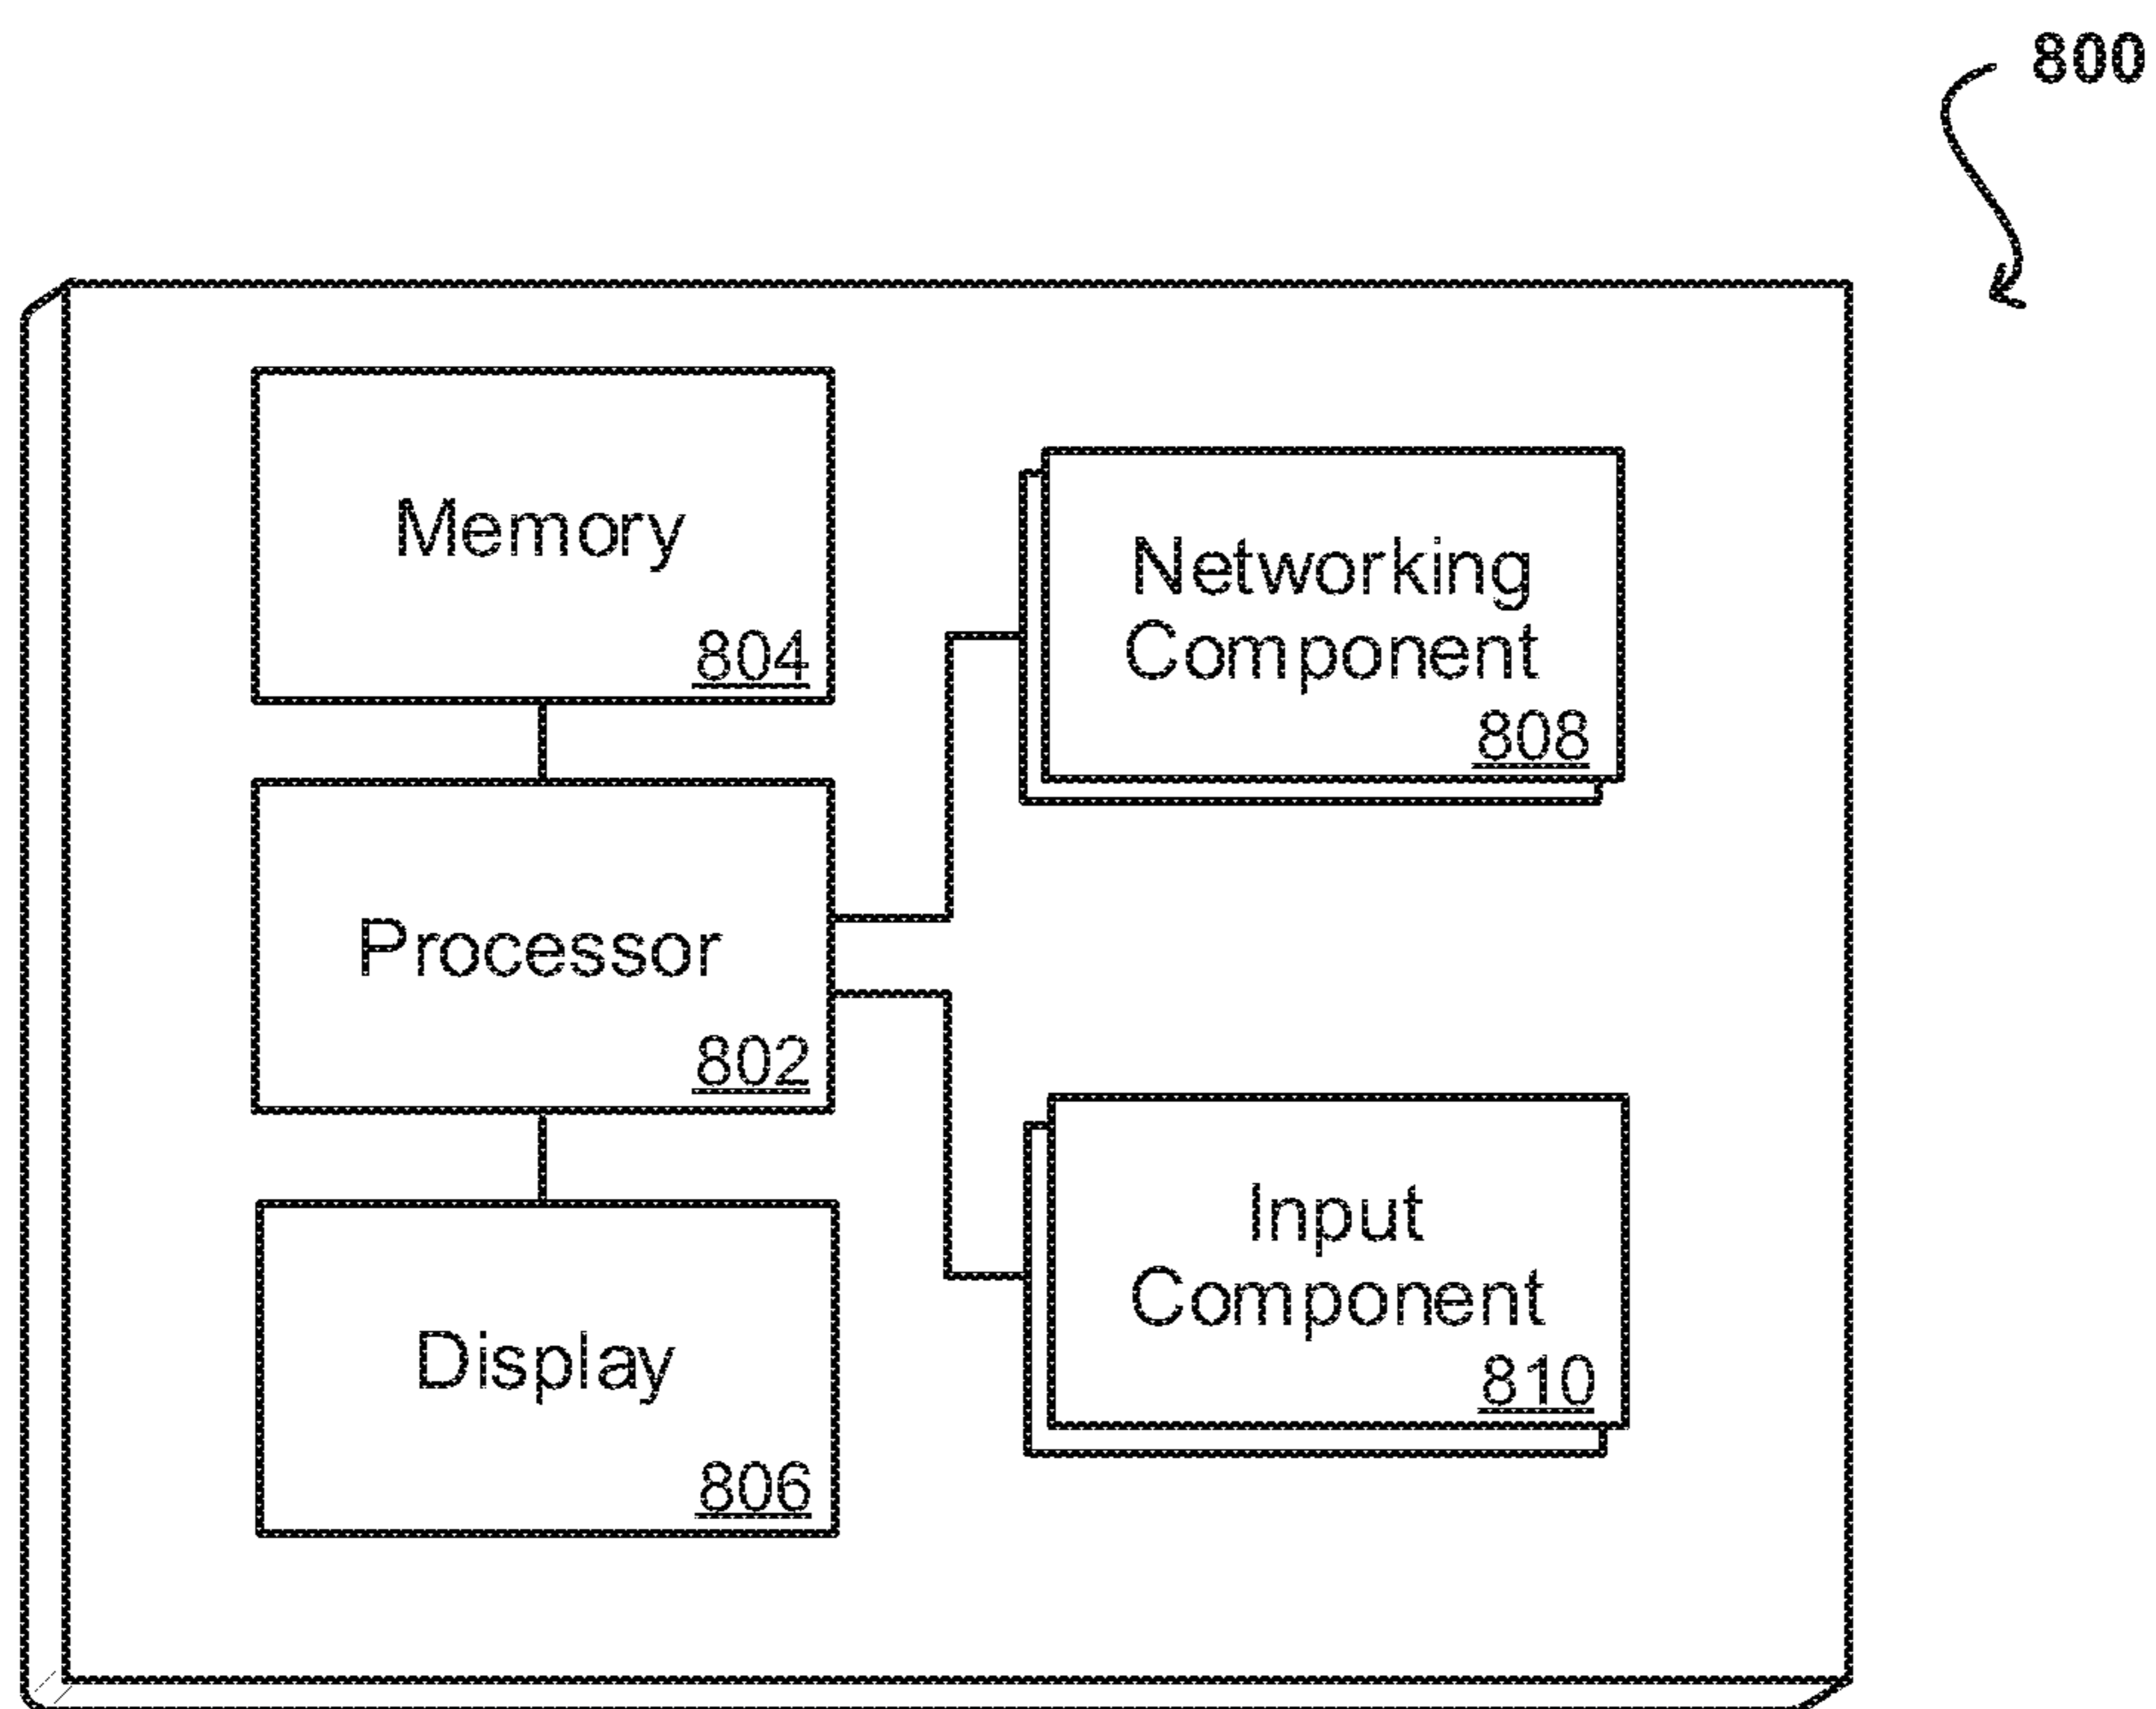 800
Memory
804
Networking
Component
808
Processor
802
Input
Component
810
Display
806